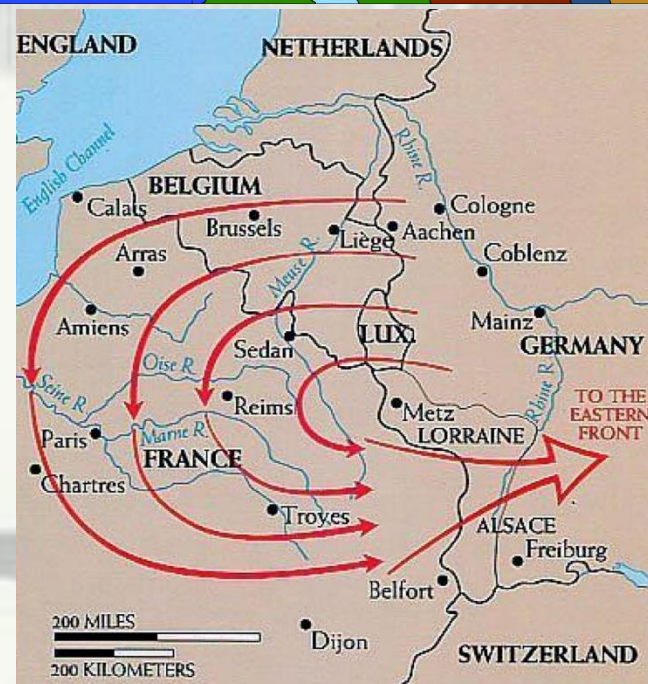 ENGLAND
NETHERLANDS
English Channel
Rhine R.
BELGIUM
Calais
Brussels
Cologne
Liège
Aachen
Arras
Meuse R.
Coblenz
Amiens
Sedan
LUX.
Mainz
GERMANY
Oise R.
Rhine R.
Seine R.
Reims
Metz
TO THE
EASTERN
FRONT
Paris
Marne R.
LORRAINE
FRANCE
Chartres
Troyes
ALSACE
Freiburg
Belfort
200 MILES
200 KILOMETERS
Dijon
SWITZERLAND